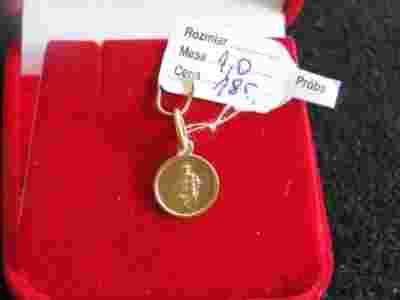 Rozmiar
Masa 1,0
Cena 185,
Próba